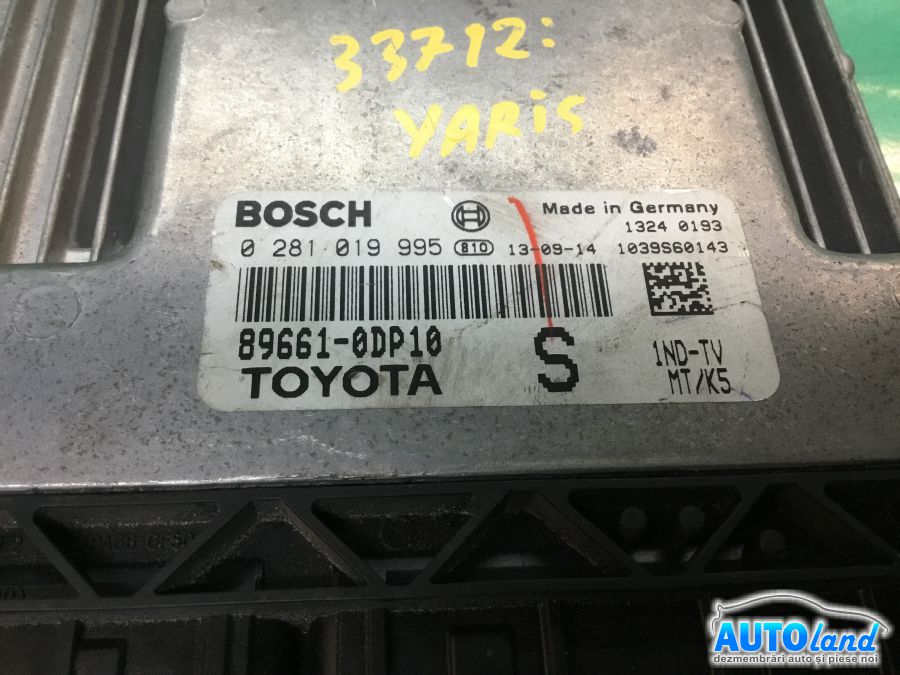 33712:
YARiS
BOSCH
Made in Germany
1324 0193
0 281 019 995 810 13-09-14 1039S60143
89661-0DP10
S
1ND-TV
TOYOTA
MT/K5
AUTOland
dezmembrări auto și piese noi